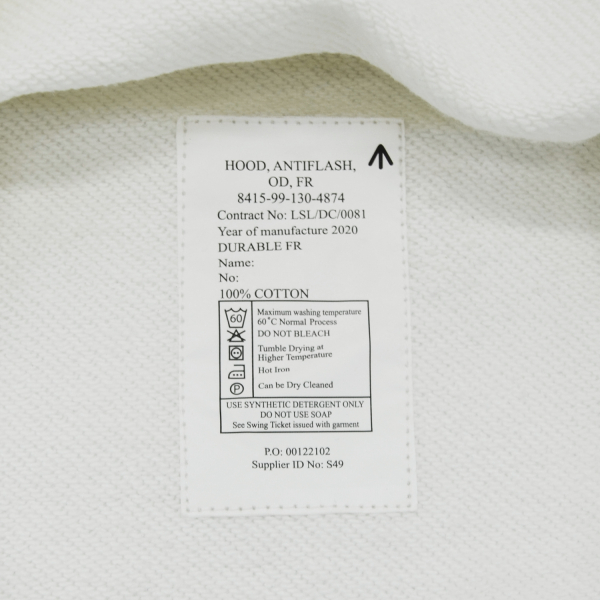 HOOD, ANTIFLASH,
OD, FR
8415-99-130-4874
Contract No: LSL/DC/0081
Year of manufacture 2020
DURABLE FR
Name:
No:
100% COTTON
60
Maximum washing temperature
60°C Normal Process
DO NOT BLEACH
Tumble Drying at
Higher Temperature
Hot Iron
P
Can be Dry Cleaned
USE SYNTHETIC DETERGENT ONLY
DO NOT USE SOAP
See Swing Ticket issued with garment
P.O: 00122102
Supplier ID No: S49